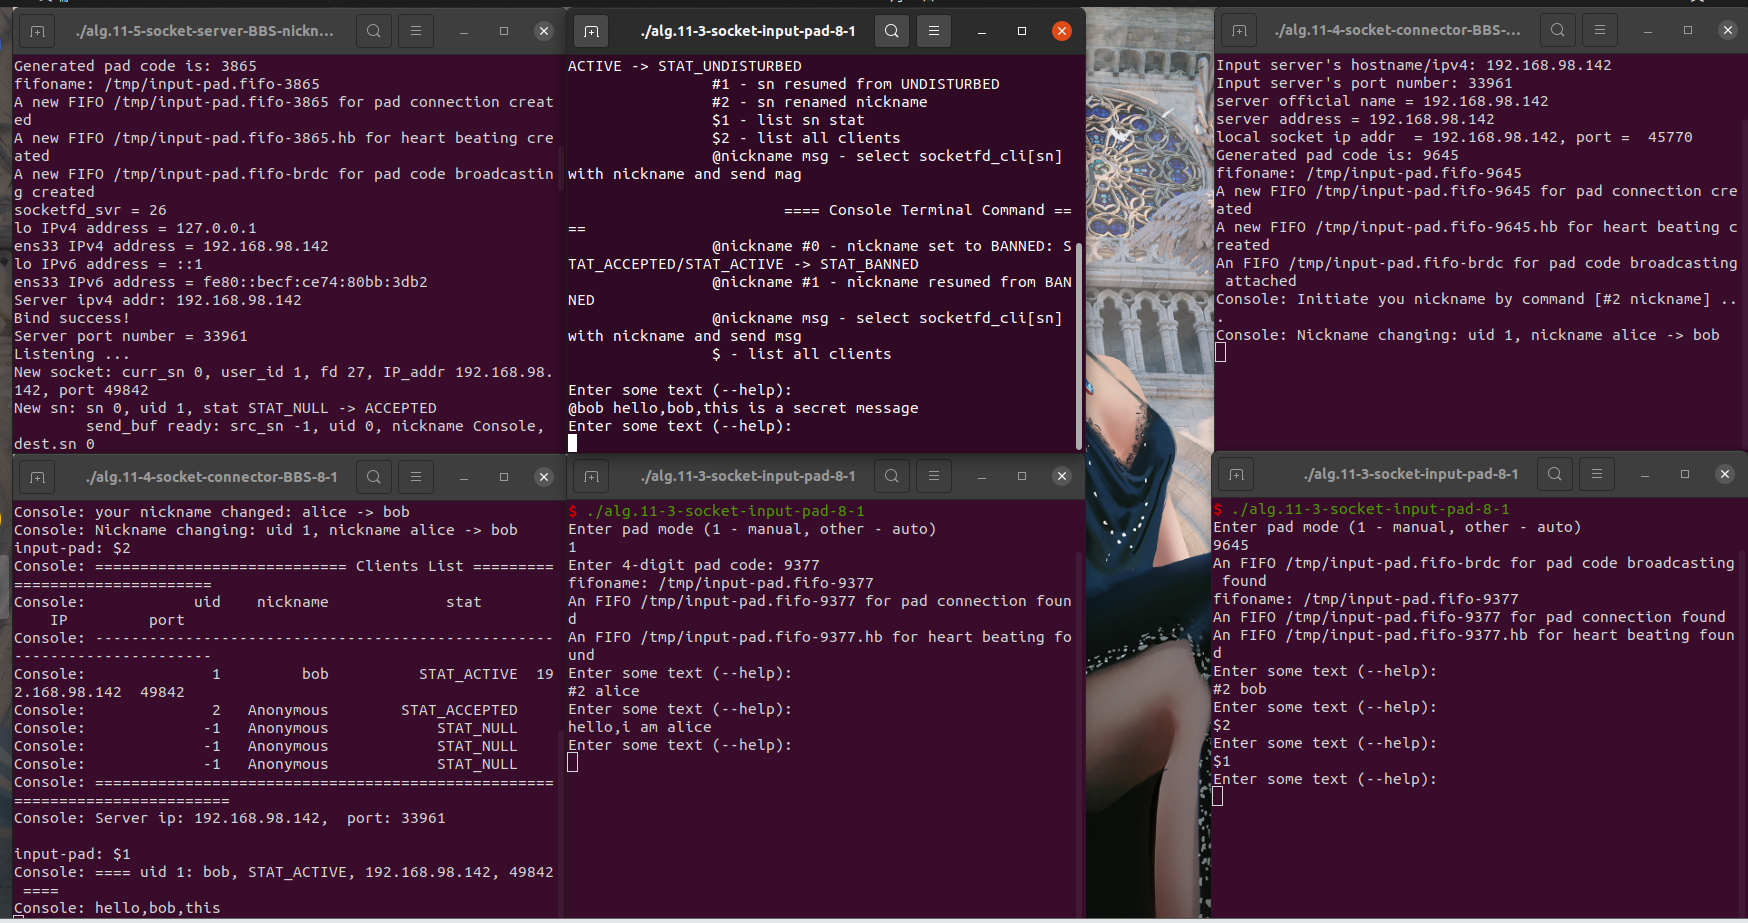 ./alg.11-5-socket-server-BBS-nickn...
Generated pad code is: 3865
fifoname: /tmp/input-pad.fifo-3865
A new FIFO /tmp/input-pad.fifo-3865 for pad connection creat
ed
A new FIFO /tmp/input-pad.fifo-3865.hb for heart beating cre
ated
A new FIFO /tmp/input-pad.fifo-brdc for pad code broadcastin
g created
socketfd_svr = 26
lo IPv4 address = 127.0.0.1
ens33 IPv4 address = 192.168.98.142
lo IPv6 address = ::1
ens33 IPv6 address = fe80::becf:ce74:80bb:3db2
Server ipv4 addr: 192.168.98.142
Bind success!
Server port number = 33961
Listening ...
New socket: curr_sn 0, user_id 1, fd 27, IP_addr 192.168.98.
142, port 49842
New sn: sn 0, uid 1, stat STAT_NULL -> ACCEPTED
send_buf ready: src_sn -1, uid 0, nickname Console,
dest.sn 0
./alg.11-3-socket-input-pad-8-1
ACTIVE -> STAT_UNDISTURBED
#1 - sn resumed from UNDISTURBED
#2 - sn renamed nickname
$1 - list sn stat
$2 - list all clients
@nickname msg - select socketfd_cli[sn]
with nickname and send mag
==== Console Terminal Command ==
==
@nickname #0 - nickname set to BANNED: S
TAT_ACCEPTED/STAT_ACTIVE -> STAT_BANNED
@nickname #1 - nickname resumed from BAN
NED
@nickname msg - select socketfd_cli[sn]
with nickname and send msg
$ - list all clients
Enter some text (--help):
@bob hello,bob,this is a secret message
Enter some text (--help):
./alg.11-4-socket-connector-BBS-...
Input server's hostname/ipv4: 192.168.98.142
Input server's port number: 33961
server official name = 192.168.98.142
server address = 192.168.98.142
local socket ip addr  = 192.168.98.142, port =  45770
Generated pad code is: 9645
fifoname: /tmp/input-pad.fifo-9645
A new FIFO /tmp/input-pad.fifo-9645 for pad connection cre
ated
A new FIFO /tmp/input-pad.fifo-9645.hb for heart beating c
reated
An FIFO /tmp/input-pad.fifo-brdc for pad code broadcasting
attached
Console: Initiate you nickname by command [#2 nickname] ..
.
Console: Nickname changing: uid 1, nickname alice -> bob
./alg.11-4-socket-connector-BBS-8-1
Console: your nickname changed: alice -> bob
Console: Nickname changing: uid 1, nickname alice -> bob
input-pad: $2
Console: ============================ Clients List =========
======================
Console:            uid    nickname             stat
IP         port
Console: ---------------------------------------------------
----------------------
Console:              1         bob          STAT_ACTIVE  19
2.168.98.142  49842
Console:              2   Anonymous        STAT_ACCEPTED
Console:             -1   Anonymous            STAT_NULL
Console:             -1   Anonymous            STAT_NULL
Console:             -1   Anonymous            STAT_NULL
Console: ===================================================
========================
Console: Server ip: 192.168.98.142,  port: 33961
input-pad: $1
Console: ==== uid 1: bob, STAT_ACTIVE, 192.168.98.142, 49842
====
Console: hello,bob,this
./alg.11-3-socket-input-pad-8-1
$ ./alg.11-3-socket-input-pad-8-1
Enter pad mode (1 - manual, other - auto)
1
Enter 4-digit pad code: 9377
fifoname: /tmp/input-pad.fifo-9377
An FIFO /tmp/input-pad.fifo-9377 for pad connection foun
d
An FIFO /tmp/input-pad.fifo-9377.hb for heart beating fo
und
Enter some text (--help):
#2 alice
Enter some text (--help):
hello,i am alice
Enter some text (--help):
./alg.11-3-socket-input-pad-8-1
$ ./alg.11-3-socket-input-pad-8-1
Enter pad mode (1 - manual, other - auto)
9645
An FIFO /tmp/input-pad.fifo-brdc for pad code broadcasting
found
fifoname: /tmp/input-pad.fifo-9377
An FIFO /tmp/input-pad.fifo-9377 for pad connection found
An FIFO /tmp/input-pad.fifo-9377.hb for heart beating foun
d
Enter some text (--help):
#2 bob
Enter some text (--help):
$2
Enter some text (--help):
$1
Enter some text (--help):